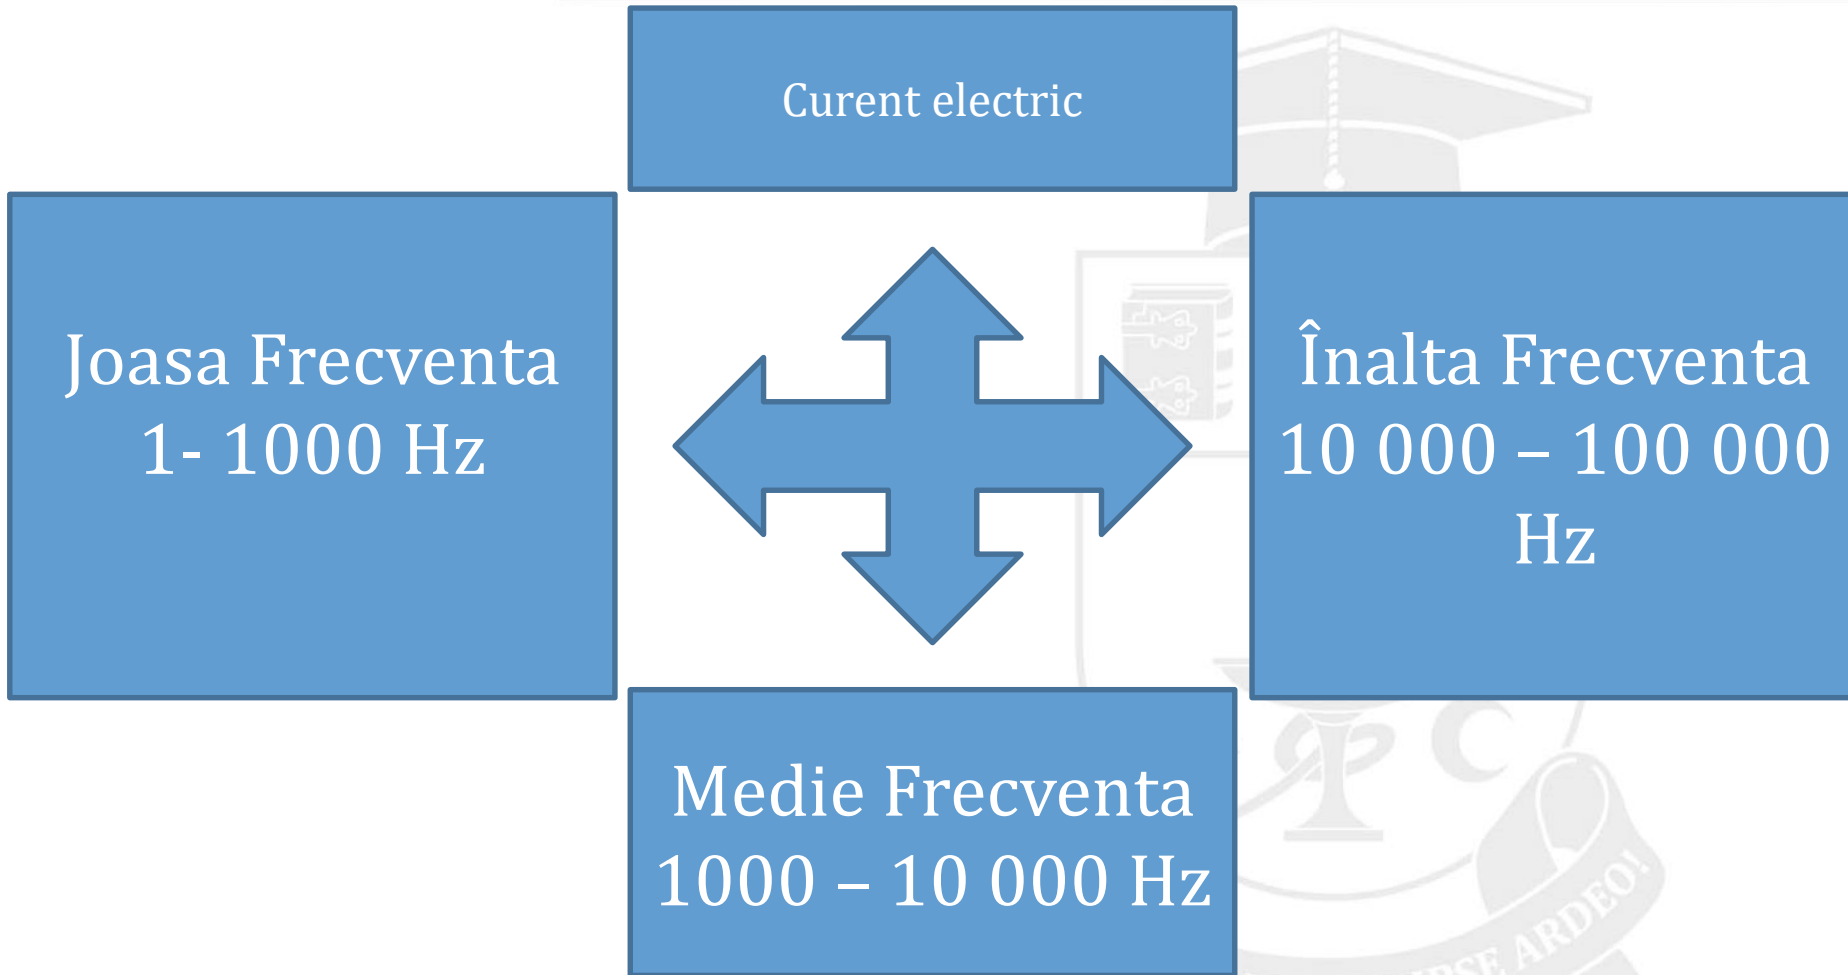 Curent electric
Joasa Frecventa
1- 1000 Hz
Înalta Frecventa
10 000 – 100 000
Hz
Medie Frecventa
1000 – 10 000 Hz
ARDEO!